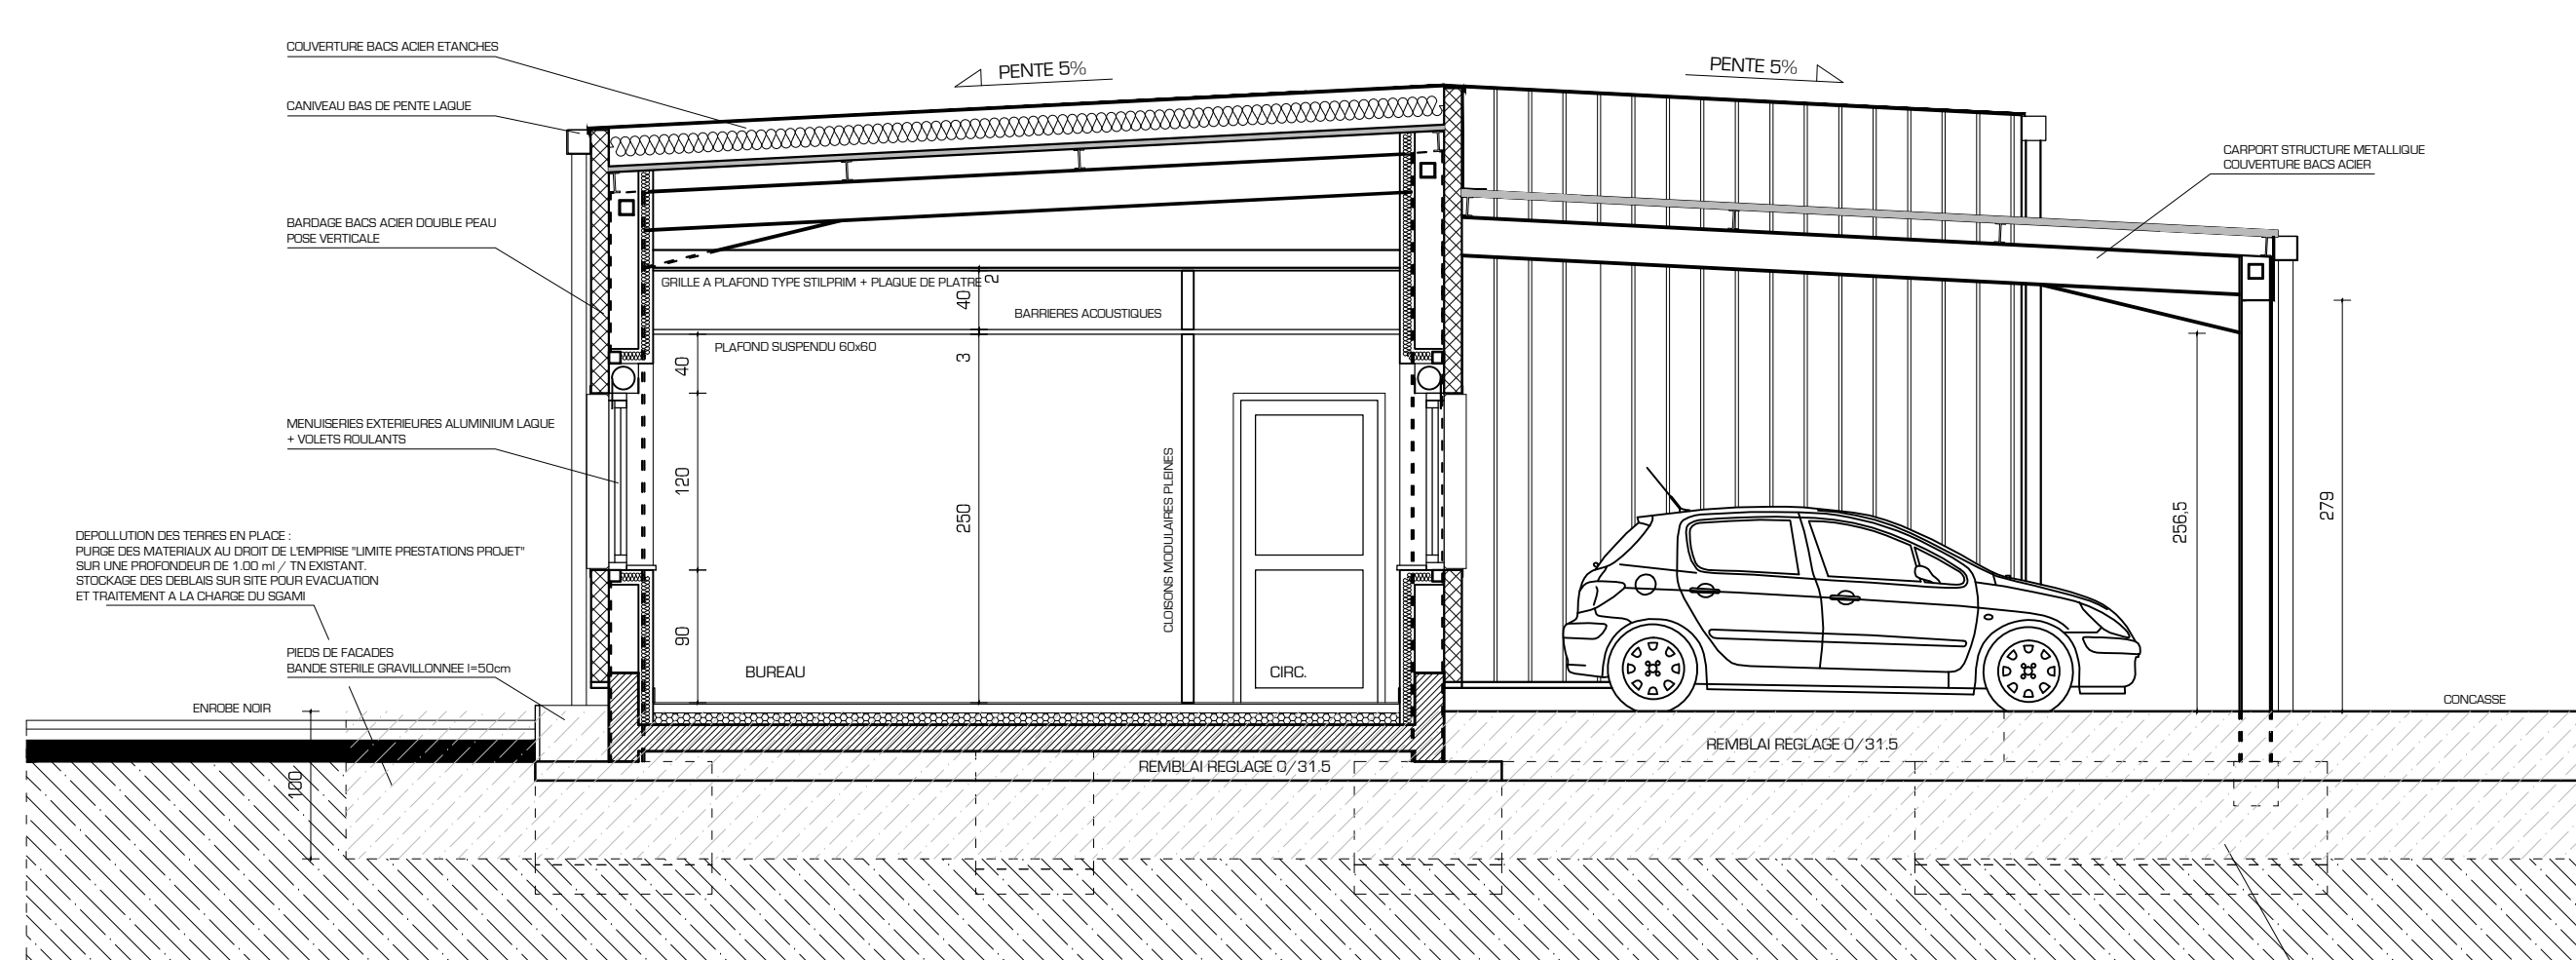 COUVERTURE BACS ACIER ETANCHES
PENTE 5%
PENTE 5%
CANIVEAU BAS DE PENTE LAQUE
CARPORT STRUCTURE METALLIQUE
COUVERTURE BACS ACIER
BARDAGE BACS ACIER DOUBLE PEAU
POSE VERTICALE
GRILLE A PLAFOND TYPE STILPRIM + PLAQUE DE PLATRE
2
40
BARRIERES ACOUSTIQUES
PLAFOND SUSPENDU 60x60
3
40
MENUISERIES EXTERIEURES ALUMINIUM LAQUE
+ VOLETS ROULANTS
120
250
CLOISONS MODULAIRES PLEINES
256,5
279
DEPOLLUTION DES TERRES EN PLACE :
PURGE DES MATERIAUX AU DROIT DE L'EMPRISE "LIMITE PRESTATIONS PROJET"
SUR UNE PROFONDEUR DE 1.00 ml / TN EXISTANT.
STOCKAGE DES DEBLAIS SUR SITE POUR EVACUATION
ET TRAITEMENT A LA CHARGE DU SGAMI
90
PIEDS DE FACADES
BANDE STERILE GRAVILLONNEE l=50cm
BUREAU
CIRC.
ENROBE NOIR
CONCASSE
REMBLAI REGLAGE 0/31.5
REMBLAI REGLAGE 0/31.5
100